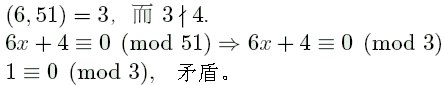 (6, 51) = 3, 而 3 ∤ 4.
6x + 4 ≡ 0 (mod 51) ⇒ 6x + 4 ≡ 0 (mod 3)
1 ≡ 0 (mod 3), 矛盾。